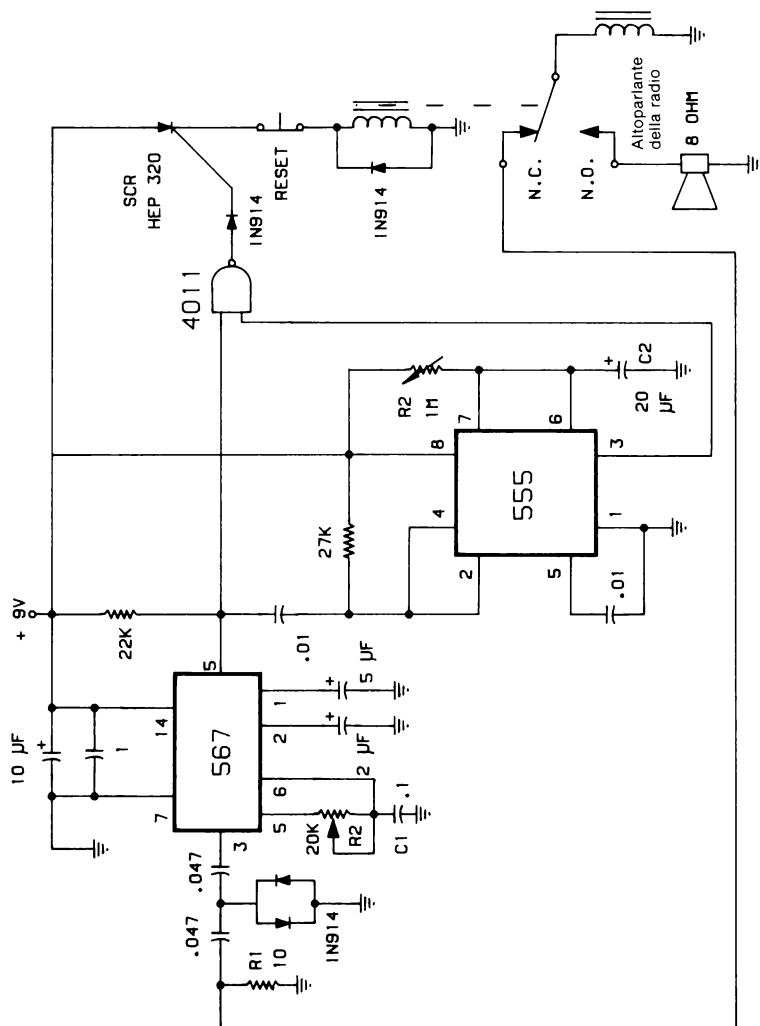 Altoparlante
della radio
8 OHM
N.C.
N.O.
RESET
1N914
SCR
HEP 320
1N914
4011
R2
1M
C2
20
µF
7
6
8
3
555
4
1
2
5
27K
.01
.01
+ 9V
22K
5
10 µF
+
1
14
7
567
1
2
6
5
3
+
5 µF
+
2 µF
20K
R2
C1
.1
.047
.047
R1
10
1N914
+